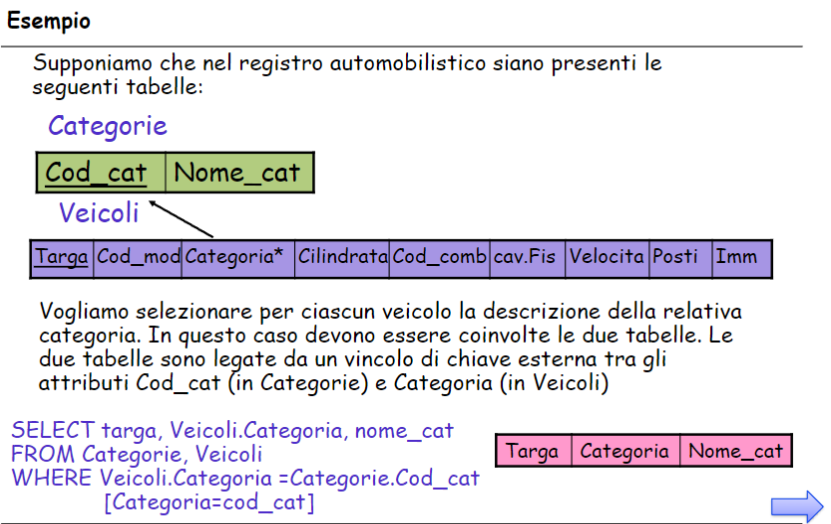 Esempio
Supponiamo che nel registro automobilistico siano presenti le
seguenti tabelle:
Categorie
Cod_cat Nome_cat
Veicoli
Targa Cod_mod Categoria* Cilindrata Cod_comb cav.Fis Velocita Posti Imm
Vogliamo selezionare per ciascun veicolo la descrizione della relativa
categoria. In questo caso devono essere coinvolte le due tabelle. Le
due tabelle sono legate da un vincolo di chiave esterna tra gli
attributi Cod_cat (in Categorie) e Categoria (in Veicoli)
SELECT targa, Veicoli.Categoria, nome_cat
FROM Categorie, Veicoli
WHERE Veicoli.Categoria =Categorie.Cod_cat
[Categoria=cod_cat]
Targa Categoria Nome_cat